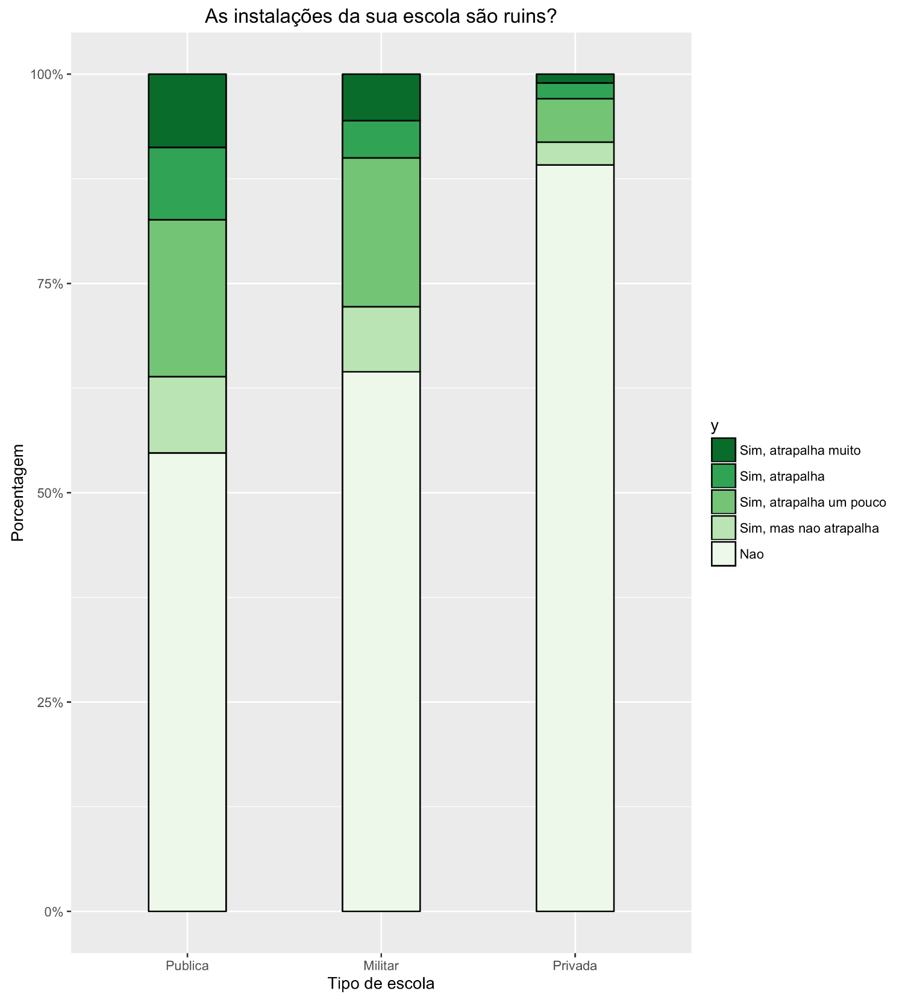 As instalações da sua escola são ruins?
100%
75%
50%
25%
0%
Porcentagem
Publica
Militar
Privada
Tipo de escola
y
Sim, atrapalha muito
Sim, atrapalha
Sim, atrapalha um pouco
Sim, mas nao atrapalha
Nao